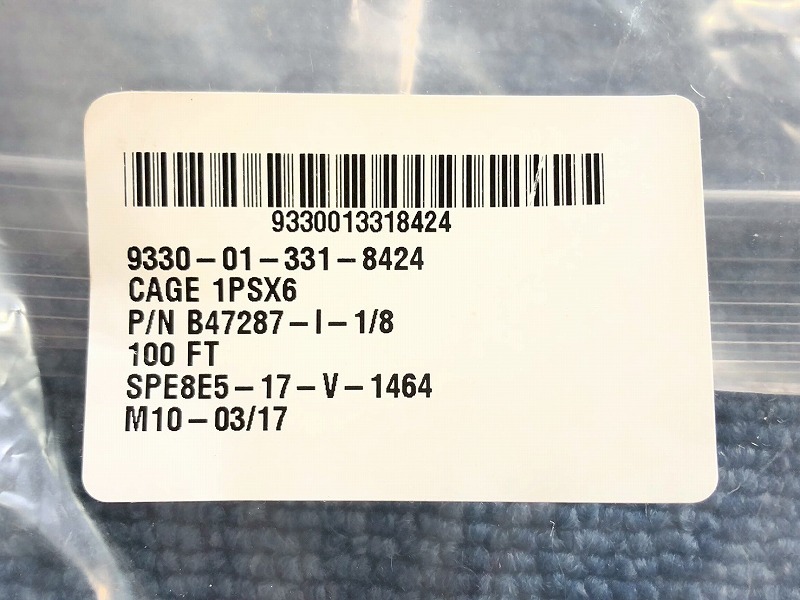 9330013318424
9330-01-331-8424
CAGE 1PSX6
P/N B47287-I-1/8
100 FT
SPE8E5-17-V-1464
M10-03/17